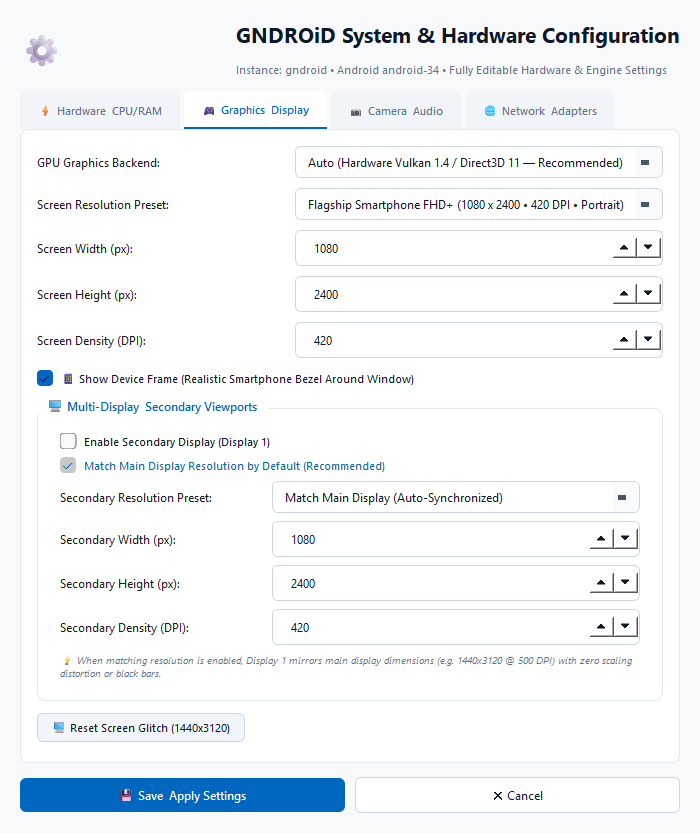 GNDROiD System & Hardware Configuration
Instance: gndroid • Android android-34 • Fully Editable Hardware & Engine Settings
Hardware CPU/RAM
Graphics Display
Camera Audio
Network Adapters
GPU Graphics Backend:
Auto (Hardware Vulkan 1.4 / Direct3D 11 — Recommended)
Screen Resolution Preset:
Flagship Smartphone FHD+ (1080 x 2400 • 420 DPI • Portrait)
Screen Width (px):
1080
Screen Height (px):
2400
Screen Density (DPI):
420
Show Device Frame (Realistic Smartphone Bezel Around Window)
Multi-Display Secondary Viewports
Enable Secondary Display (Display 1)
Match Main Display Resolution by Default (Recommended)
Secondary Resolution Preset:
Match Main Display (Auto-Synchronized)
Secondary Width (px):
1080
Secondary Height (px):
2400
Secondary Density (DPI):
420
When matching resolution is enabled, Display 1 mirrors main display dimensions (e.g. 1440x3120 @ 500 DPI) with zero scaling
distortion or black bars.
Reset Screen Glitch (1440x3120)
Save Apply Settings
✕ Cancel